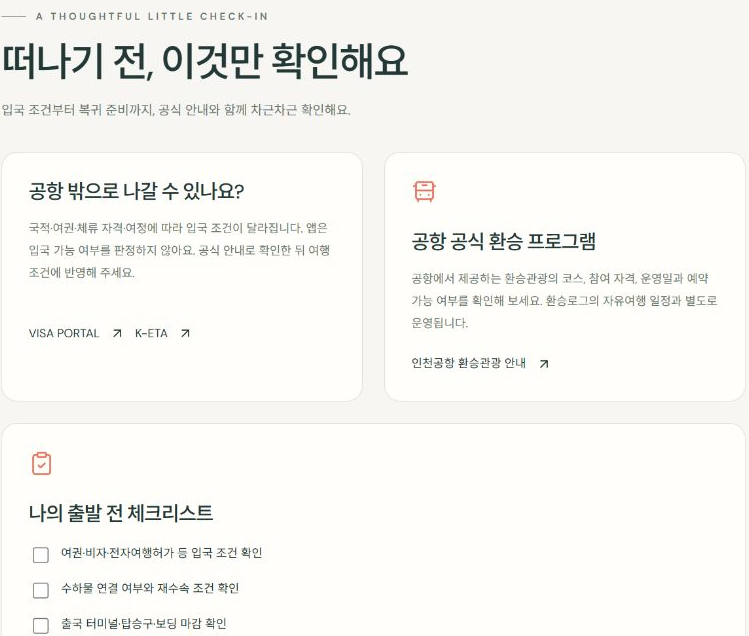 A THOUGHTFUL LITTLE CHECK-IN
떠나기 전, 이것만 확인해요
입국 조건부터 복귀 준비까지, 공식 안내와 함께 차근차근 확인해요.
공항 밖으로 나갈 수 있나요?
국적·여권·체류 자격·여정에 따라 입국 조건이 달라집니다. 앱은
입국 가능 여부를 판정하지 않아요. 공식 안내로 확인한 뒤 여행
조건에 반영해 주세요.
VISA PORTAL ↗ K-ETA ↗
공항 공식 환승 프로그램
공항에서 제공하는 환승관광의 코스, 참여 자격, 운영일과 예약
가능 여부를 확인해 보세요. 환승로그의 자유여행 일정과 별도로
운영됩니다.
인천공항 환승관광 안내 ↗
나의 출발 전 체크리스트
여권·비자·전자여행허가 등 입국 조건 확인
수하물 연결 여부와 재수속 조건 확인
출국 터미널·탑승구·보딩 마감 확인